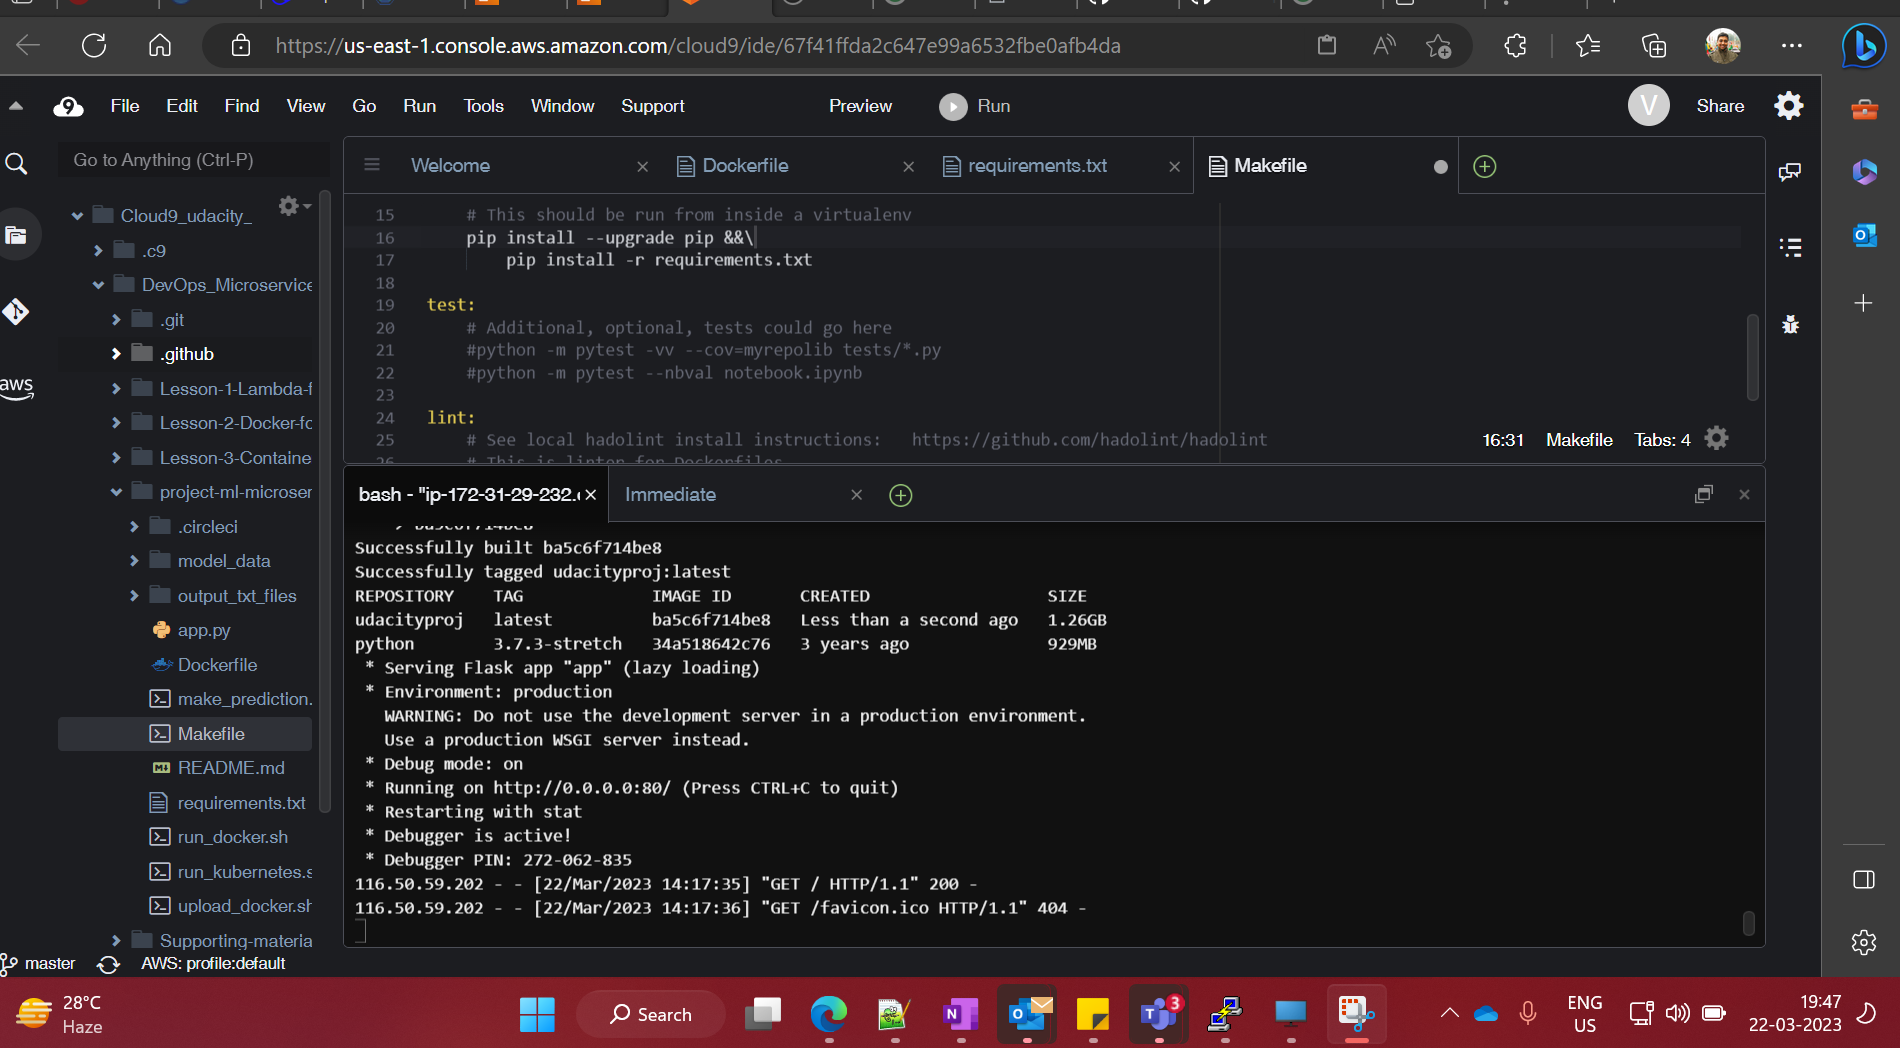 https://us-east-1.console.aws.amazon.com/cloud9/ide/67f41ffda2c647e99a6532fbe0afb4da
9 File Edit Find View Go Run Tools Window Support Preview Run V Share
Go to Anything (Ctrl-P)
Welcome Dockerfile requirements.txt Makefile
Cloud9_udacity_
.c9
DevOps_Microservice
.git
.github
Lesson-1-Lambda-f
Lesson-2-Docker-fo
Lesson-3-Containe
project-ml-microser
.circleci
model_data
output_txt_files
app.py
Dockerfile
make_prediction.
Makefile
README.md
requirements.txt
run_docker.sh
run_kubernetes.s
upload_docker.sh
Supporting-materia
aws
master AWS: profile:default
15 # This should be run from inside a virtualenv
16 pip install --upgrade pip &&\
17 pip install -r requirements.txt
18
19 test:
20 # Additional, optional, tests could go here
21 #python -m pytest -vv --cov=myrepolib tests/*.py
22 #python -m pytest --nbval notebook.ipynb
23
24 lint:
25 # See local hadolint install instructions: https://github.com/hadolint/hadolint
26 # This is linter for Dockerfiles
16:31 Makefile Tabs: 4
bash - "ip-172-31-29-232. Immediate
> ba5c6f714be8
Successfully built ba5c6f714be8
Successfully tagged udacityproj:latest
REPOSITORY TAG IMAGE ID CREATED SIZE
udacityproj latest ba5c6f714be8 Less than a second ago 1.26GB
python 3.7.3-stretch 34a518642c76 3 years ago 929MB
* Serving Flask app "app" (lazy loading)
* Environment: production
WARNING: Do not use the development server in a production environment.
Use a production WSGI server instead.
* Debug mode: on
* Running on http://0.0.0.0:80/ (Press CTRL+C to quit)
* Restarting with stat
* Debugger is active!
* Debugger PIN: 272-062-835
116.50.59.202 - - [22/Mar/2023 14:17:35] "GET / HTTP/1.1" 200 -
116.50.59.202 - - [22/Mar/2023 14:17:36] "GET /favicon.ico HTTP/1.1" 404 -
28°C
Haze
Search
3
ENG
US
19:47
22-03-2023